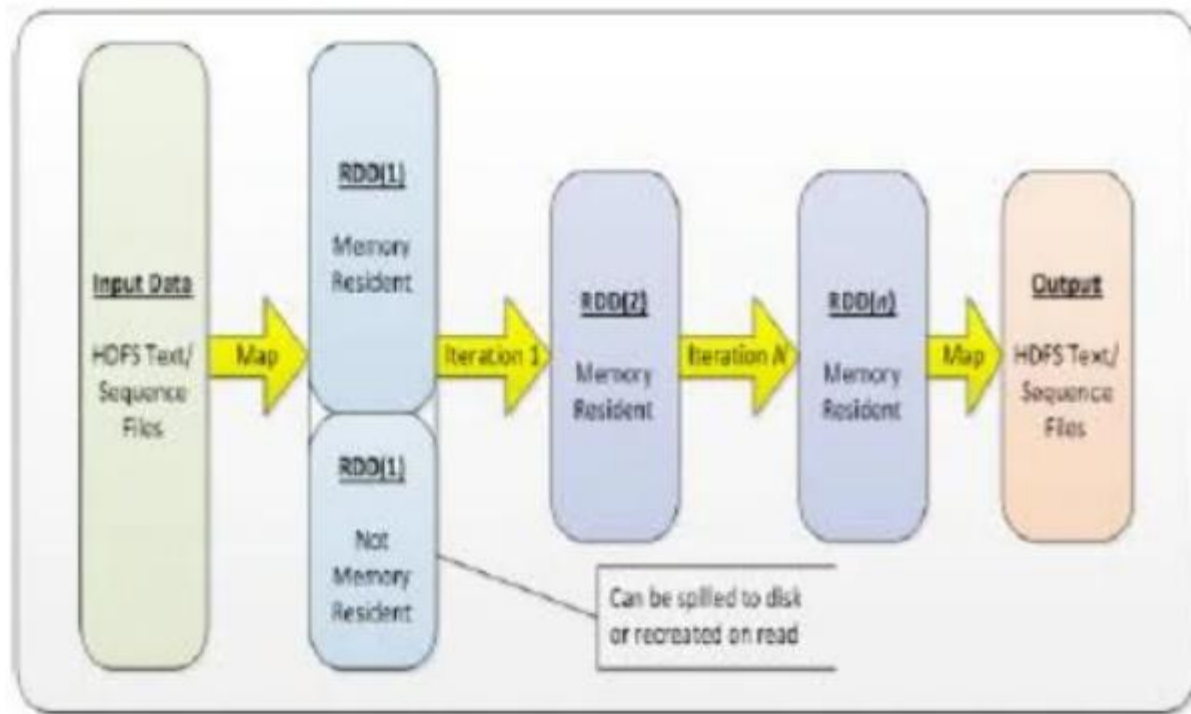 Input Data
HDFS Text/
Sequence
Files
Map
RDD(1)
Memory
Resident
RDD(1)
Not
Memory
Resident
Iteration 1
RDD(2)
Memory
Resident
Iteration N
RDD(n)
Memory
Resident
Map
Output
HDFS Text/
Sequence
Files
Can be spilled to disk
or recreated on read